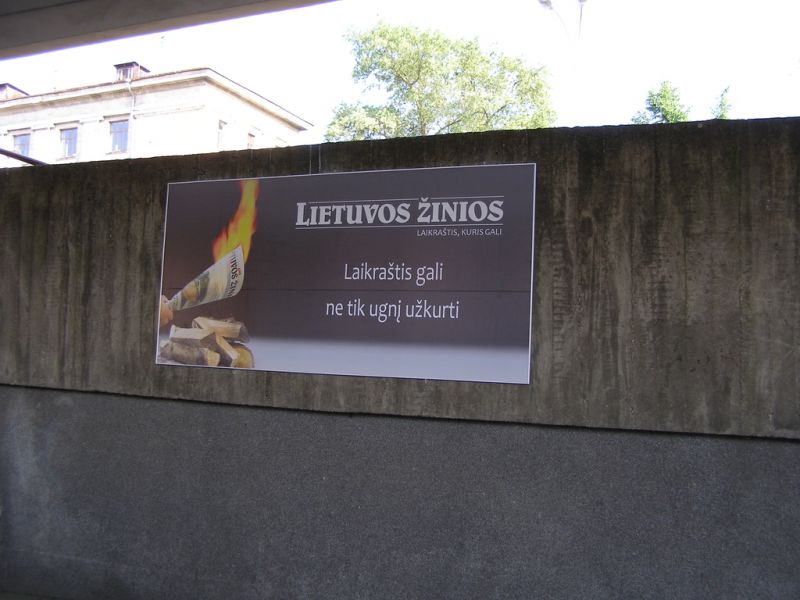 LIETUVOS ŽINIOS
LAIKRAŠTIS, KURIS GALI
Laikraštis gali
ne tik ugnį užkurti